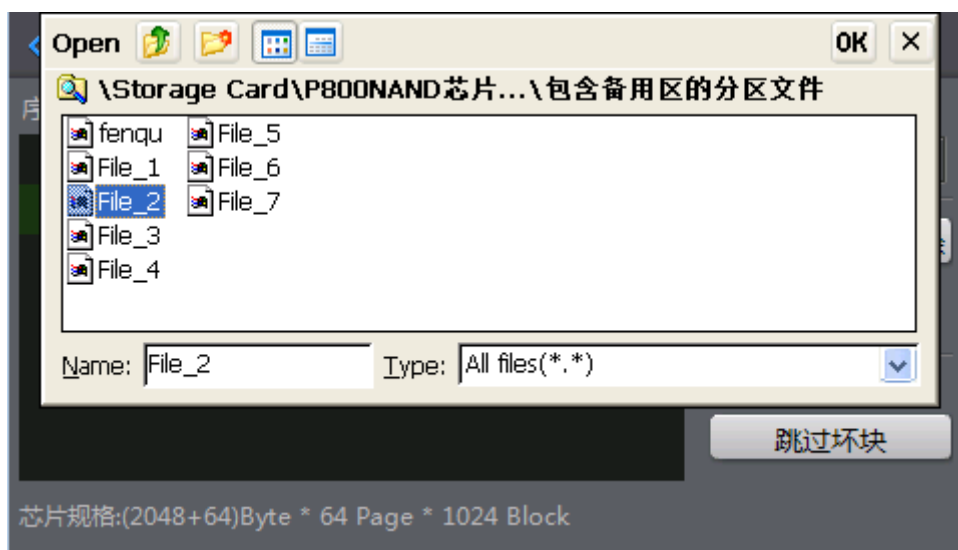 Open OK ×
\Storage Card\P800NAND芯片...\包含备用区的分区文件
序
fenqu File_5
File_1 File_6
File_2 File_7
File_3
File_4
Name: File_2 Type: All files(*.*)
跳过坏块
芯片规格:(2048+64)Byte * 64 Page * 1024 Block